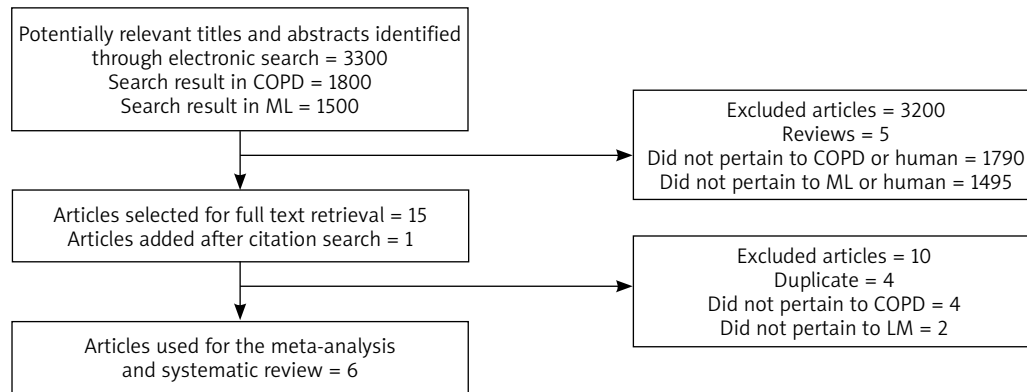 Potentially relevant titles and abstracts identified
through electronic search = 3300
Search result in COPD = 1800
Search result in ML = 1500
Excluded articles = 3200
Reviews = 5
Did not pertain to COPD or human = 1790
Did not pertain to ML or human = 1495
Articles selected for full text retrieval = 15
Articles added after citation search = 1
Excluded articles = 10
Duplicate = 4
Did not pertain to COPD = 4
Did not pertain to LM = 2
Articles used for the meta-analysis
and systematic review = 6